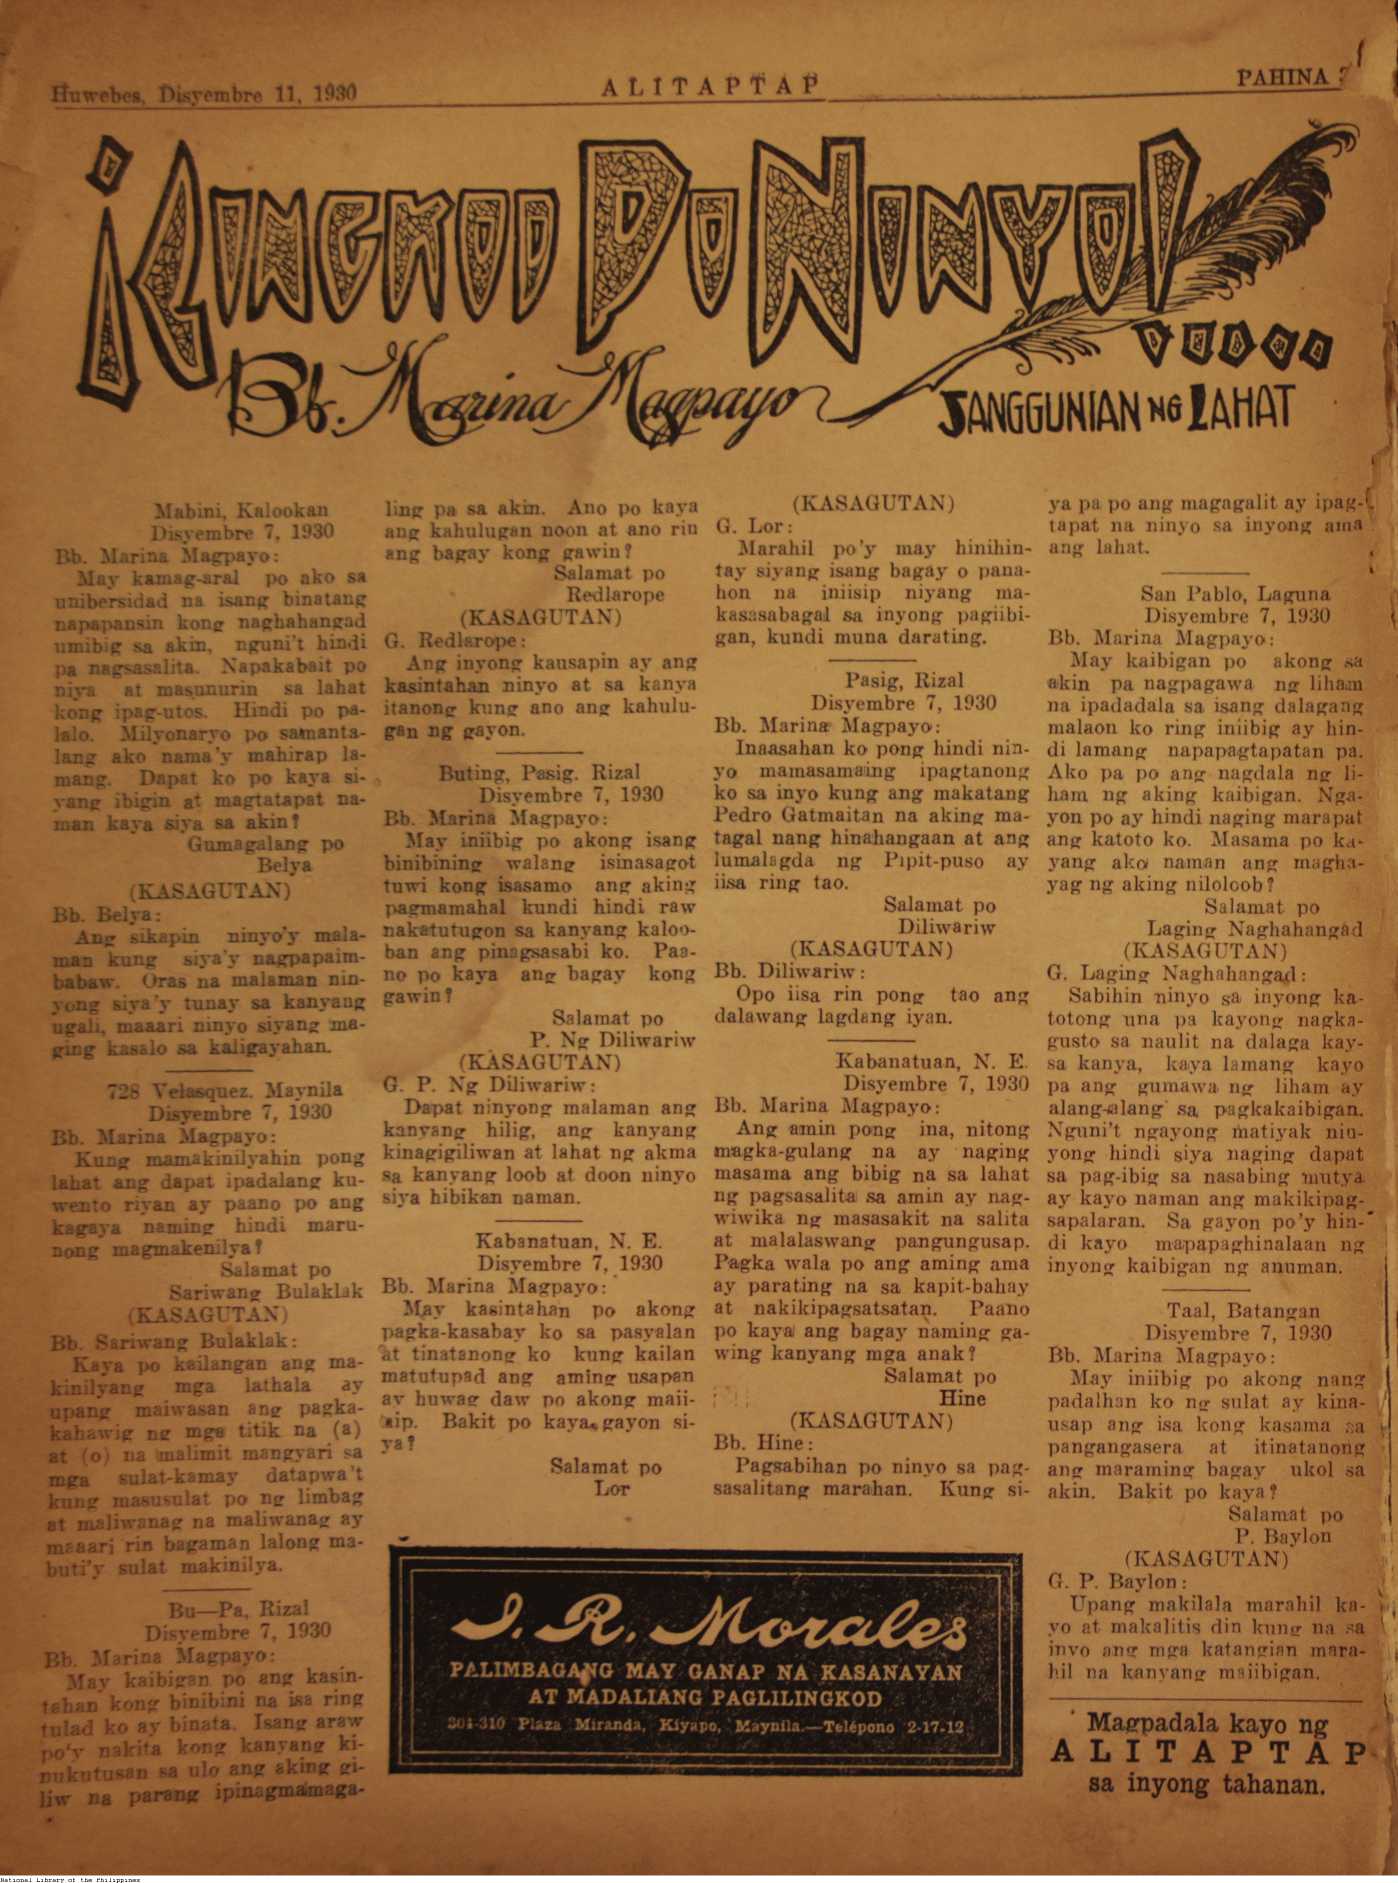 Huwebes, Disyembre 11, 1930
ALITAPTAP
PAHINA
¡LINGKOD PO NINYO!
Bb. Marina Magpayo
SANGGUNIAN NG LAHAT
Mabini, Kalookan
Disyembre 7, 1930
Bb. Marina Magpayo:
May kamag-aral po ako sa
unibersidad na isang binatang
napapansin kong naghahangad
umibig sa akin, nguni't hindi
pa nagsasalita. Napakabait po
niya at masunurin sa lahat
kong ipag-utos. Hindi po pa-
lalo. Milyonaryo po samanta-
lang ako nama'y mahirap la-
mang. Dapat ko po kaya si-
yang ibigin at magtatapat na-
man kaya siya sa akin?
Gumagalang po
Belya
(KASAGUTAN)
Bb. Belya:
Ang sikapin ninyo'y mala-
man kung siya'y nagpapaim-
babaw. Oras na malaman nin-
yong siya'y tunay sa kanyang
ugali, maaari ninyo siyang ma-
ging kasalo sa kaligayahan.
728 Velasquez. Maynila
Disyembre 7, 1930
Bb. Marina Magpayo:
Kung mamakinilyahin pong
lahat ang dapat ipadalang ku-
wento riyan ay paano po ang
kagaya naming hindi maru-
nong magmakenilya?
Salamat po
Sariwang Bulaklak
(KASAGUTAN)
Bb. Sariwang Bulaklak:
Kaya po kailangan ang ma-
kinilyang mga lathala ay
upang maiwasan ang pagka-
kahawig ng mga titik na (a)
at (o) na malimit mangyari sa
mga sulat-kamay datapwa't
kung masusulat po ng limbag
at maliwanag na maliwanag ay
maaari rin bagaman lalong ma-
buti'y sulat makinilya.
Bu—Pa, Rizal
Disyembre 7, 1930
Bb. Marina Magpayo:
May kaibigan po ang kasin-
tahan kong binibini na isa ring
tulad ko ay binata. Isang araw
po'y nakita kong kanyang ki-
nukutusan sa ulo ang aking gi-
liw na parang ipinagmamaga-
ling pa sa akin. Ano po kaya
ang kahulugan noon at ano rin
ang bagay kong gawin?
Salamat po
Redlarope
(KASAGUTAN)
G. Redlarope:
Ang inyong kausapin ay ang
kasintahan ninyo at sa kanya
itanong kung ano ang kahulu-
gan ng gayon.
Buting, Pasig. Rizal
Disyembre 7, 1930
Bb. Marina Magpayo:
May iniibig po akong isang
binibining walang isinasagot
tuwi kong isasamo ang aking
pagmamahal kundi hindi raw
nakatutugon sa kanyang kaloo-
ban ang pinagsasabi ko. Paa-
no po kaya ang bagay kong
gawin?
Salamat po
P. Ng Diliwariw
(KASAGUTAN)
G. P. Ng Diliwariw:
Dapat ninyong malaman ang
kanyang hilig, ang kanyang
kinagigiliwan at lahat ng akma
sa kanyang loob at doon ninyo
siya hibikan naman.
Kabanatuan, N. E.
Disyembre 7, 1930
Bb. Marina Magpayo:
May kasintahan po akong
pagka-kasabay ko sa pasyalan
at tinatanong ko kung kailan
matutupad ang aming usapan
ay huwag daw po akong maii-
nip. Bakit po kaya gayon si-
ya?
Salamat po
Lor
(KASAGUTAN)
G. Lor:
Marahil po'y may hinihin-
tay siyang isang bagay o pana-
hon na iniisip niyang ma-
kasasabagal sa inyong pagiibi-
gan, kundi muna darating.
Pasig, Rizal
Disyembre 7, 1930
Bb. Marina Magpayo:
Inaasahan ko pong hindi nin-
yo mamasamaing ipagtanong
ko sa inyo kung ang makatang
Pedro Gatmaitan na aking ma-
tagal nang hinahangaan at ang
lumalagda ng Pipit-puso ay
iisa ring tao.
Salamat po
Diliwariw
(KASAGUTAN)
Bb. Diliwariw:
Opo iisa rin pong tao ang
dalawang lagdang iyan.
Kabanatuan, N. E.
Disyembre 7, 1930
Bb. Marina Magpayo:
Ang amin pong ina, nitong
magka-gulang na ay naging
masama ang bibig na sa lahat
ng pagsasalita sa amin ay nag-
wiwika ng masasakit na salita
at malalaswang pangungusap.
Pagka wala po ang aming ama
ay parating na sa kapit-bahay
at nakikipagsatsatan. Paano
po kaya ang bagay naming ga-
wing kanyang mga anak?
Salamat po
Hine
(KASAGUTAN)
Bb. Hine:
Pagsabihan po ninyo sa pag-
sasalitang marahan. Kung si-
ya pa po ang magagalit ay ipag-
tapat na ninyo sa inyong ama
ang lahat.
San Pablo, Laguna
Disyembre 7, 1930
Bb. Marina Magpayo:
May kaibigan po akong sa
akin pa nagpagawa ng liham
na ipadadala sa isang dalagang
malaon ko ring iniibig ay hin-
di lamang napapagtapatan pa.
Ako pa po ang nagdala ng li-
ham ng aking kaibigan. Nga-
yon po ay hindi naging marapat
ang katoto ko. Masama po ka-
yang ako naman ang magha-
yag ng aking niloloob?
Salamat po
Laging Naghahangad
(KASAGUTAN)
G. Laging Naghahangad:
Sabihin ninyo sa inyong ka-
totong una pa kayong nagka-
gusto sa naulit na dalaga kay-
sa kanya, kaya lamang kayo
pa ang gumawa ng liham ay
alang-alang sa pagkakaibigan.
Nguni't ngayong matiyak nin-
yong hindi siya naging dapat
sa pag-ibig sa nasabing mutya
ay kayo naman ang makikipag-
sapalaran. Sa gayon po'y hin-
di kayo mapapaghinalaan ng
inyong kaibigan ng anuman.
Taal, Batangan
Disyembre 7, 1930
Bb. Marina Magpayo:
May iniibig po akong nang
padalhan ko ng sulat ay kina-
usap ang isa kong kasama sa
pangangasera at itinatanong
ang maraming bagay ukol sa
akin. Bakit po kaya?
Salamat po
P. Baylon
(KASAGUTAN)
G. P. Baylon:
Upang makilala marahil ka-
yo at makalitis din kung na sa
inyo ang mga katangian mara-
hil na kanyang maiibigan.
J. R. Morales
PALIMBAGANG MAY GANAP NA KASANAYAN
AT MADALIANG PAGLILINGKOD
304-310 Plaza Miranda, Kiyapo, Maynila.—Telépono 2-17-12
Magpadala kayo ng
ALITAPTAP
sa inyong tahanan.
National Library of the Philippines